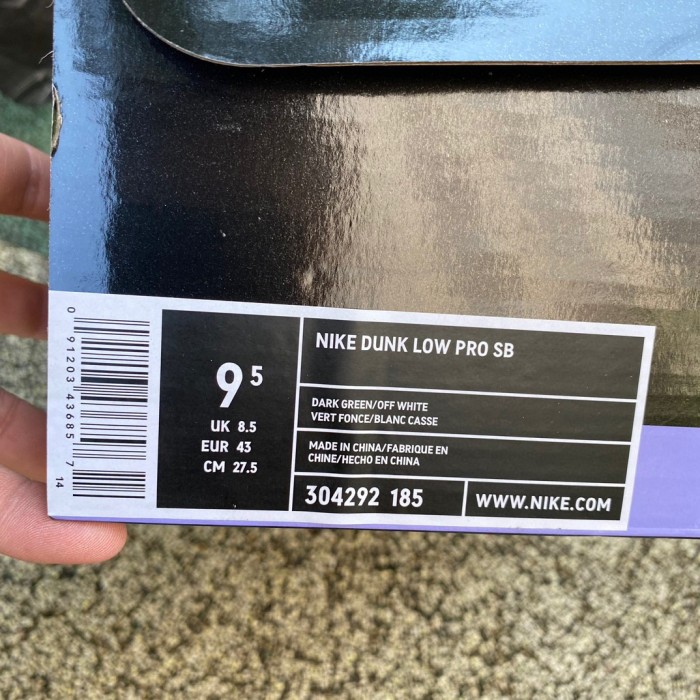 0 91203 43685 7
14
9 5
UK 8.5
EUR 43
CM 27.5
NIKE DUNK LOW PRO SB
DARK GREEN/OFF WHITE
VERT FONCE/BLANC CASSE
MADE IN CHINA/FABRIQUE EN
CHINE/HECHO EN CHINA
304292 185
WWW.NIKE.COM